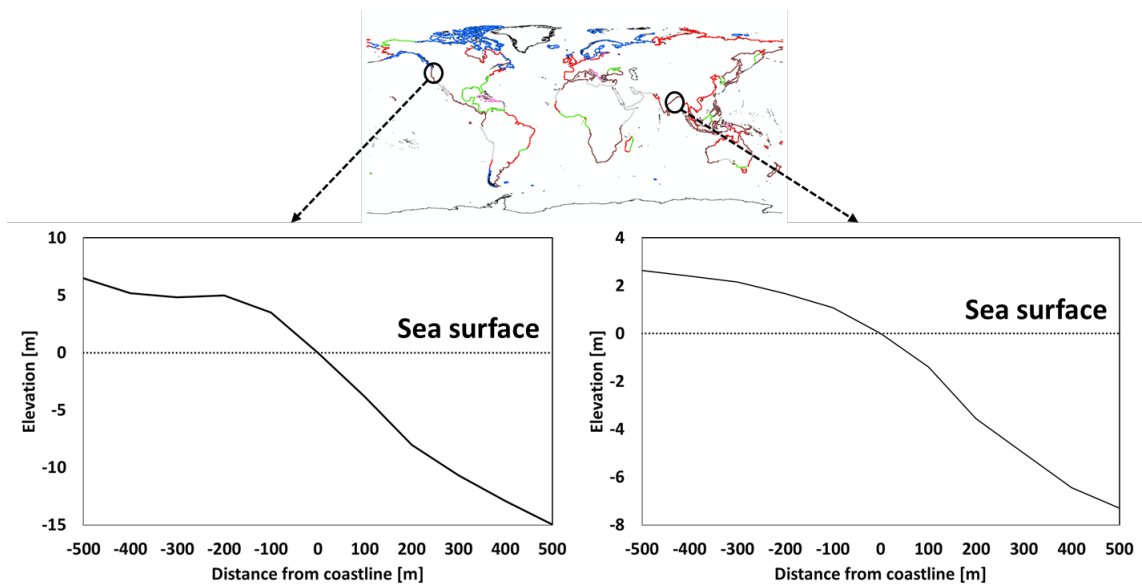 10
5
0
-5
-10
-15
Elevation [m]
Sea surface
-500 -400 -300 -200 -100 0 100 200 300 400 500
Distance from coastline [m]
4
2
0
-2
-4
-6
-8
Elevation [m]
Sea surface
-500 -400 -300 -200 -100 0 100 200 300 400 500
Distance from coastline [m]